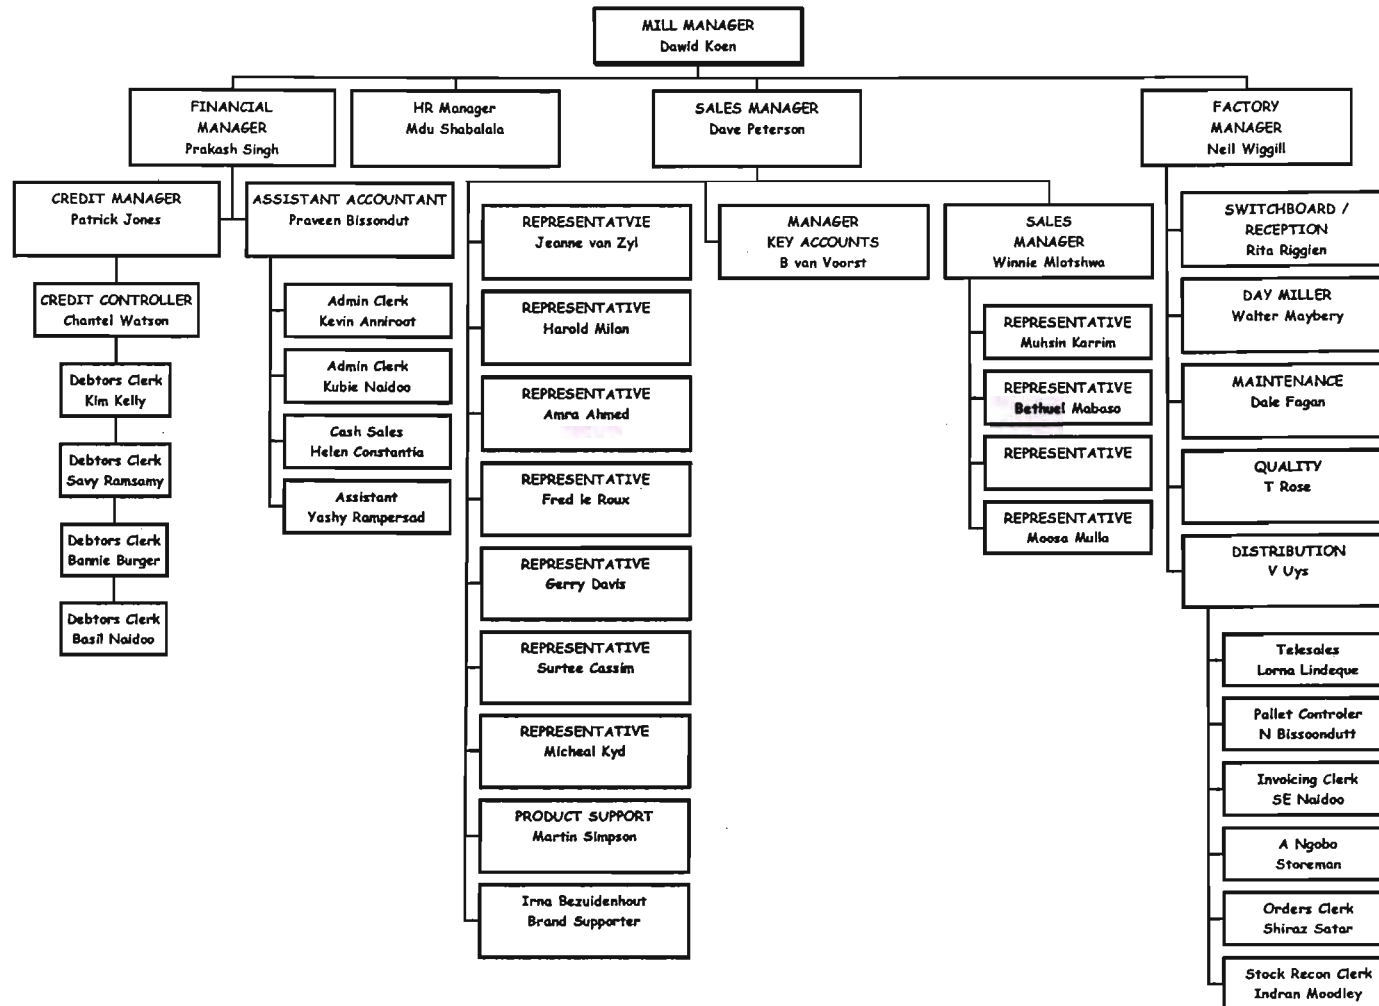 MILL MANAGER
Dawid Koen
FINANCIAL
MANAGER
Prakash Singh
HR Manager
Mdu Shabalala
SALES MANAGER
Dave Peterson
FACTORY
MANAGER
Neil Wiggill
CREDIT MANAGER
Patrick Jones
ASSISTANT ACCOUNTANT
Praveen Bissondut
CREDIT CONTROLLER
Chantel Watson
Debtors Clerk
Kim Kelly
Debtors Clerk
Savy Ramsamy
Debtors Clerk
Bannie Burger
Debtors Clerk
Basil Naidoo
Admin Clerk
Kevin Anniroot
Admin Clerk
Kubie Naidoo
Cash Sales
Helen Constantia
Assistant
Yashy Rampersad
REPRESENTATVIE
Jeanne van Zyl
REPRESENTATIVE
Harold Milan
REPRESENTATIVE
Amra Ahmed
REPRESENTATIVE
Fred le Roux
REPRESENTATIVE
Gerry Davis
REPRESENTATIVE
Surtee Cassim
REPRESENTATIVE
Micheal Kyd
PRODUCT SUPPORT
Martin Simpson
Irna Bezuidenhout
Brand Supporter
MANAGER
KEY ACCOUNTS
B van Voorst
SALES
MANAGER
Winnie Mlotshwa
REPRESENTATIVE
Muhsin Karrim
REPRESENTATIVE
Bethuel Mabaso
REPRESENTATIVE
REPRESENTATIVE
Moosa Mulla
SWITCHBOARD /
RECEPTION
Rita Riggien
DAY MILLER
Walter Maybery
MAINTENANCE
Dale Fagan
QUALITY
T Rose
DISTRIBUTION
V Uys
Telesales
Lorna Lindeque
Pallet Controler
N Bissoondutt
Invoicing Clerk
SE Naidoo
A Ngobo
Storeman
Orders Clerk
Shiraz Satar
Stock Recon Clerk
Indran Moodley